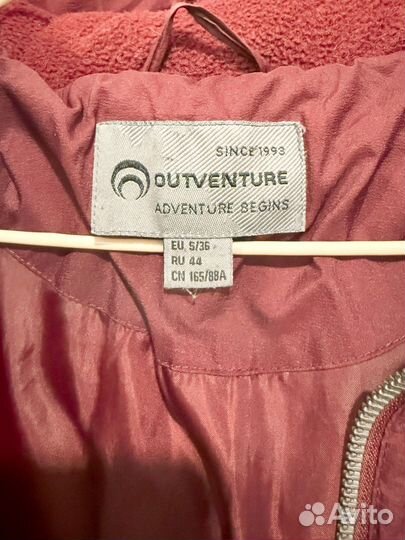 SINCE 1993
OUTVENTURE
ADVENTURE BEGINS
EU S/36
RU 44
CN 165/88A
Avito